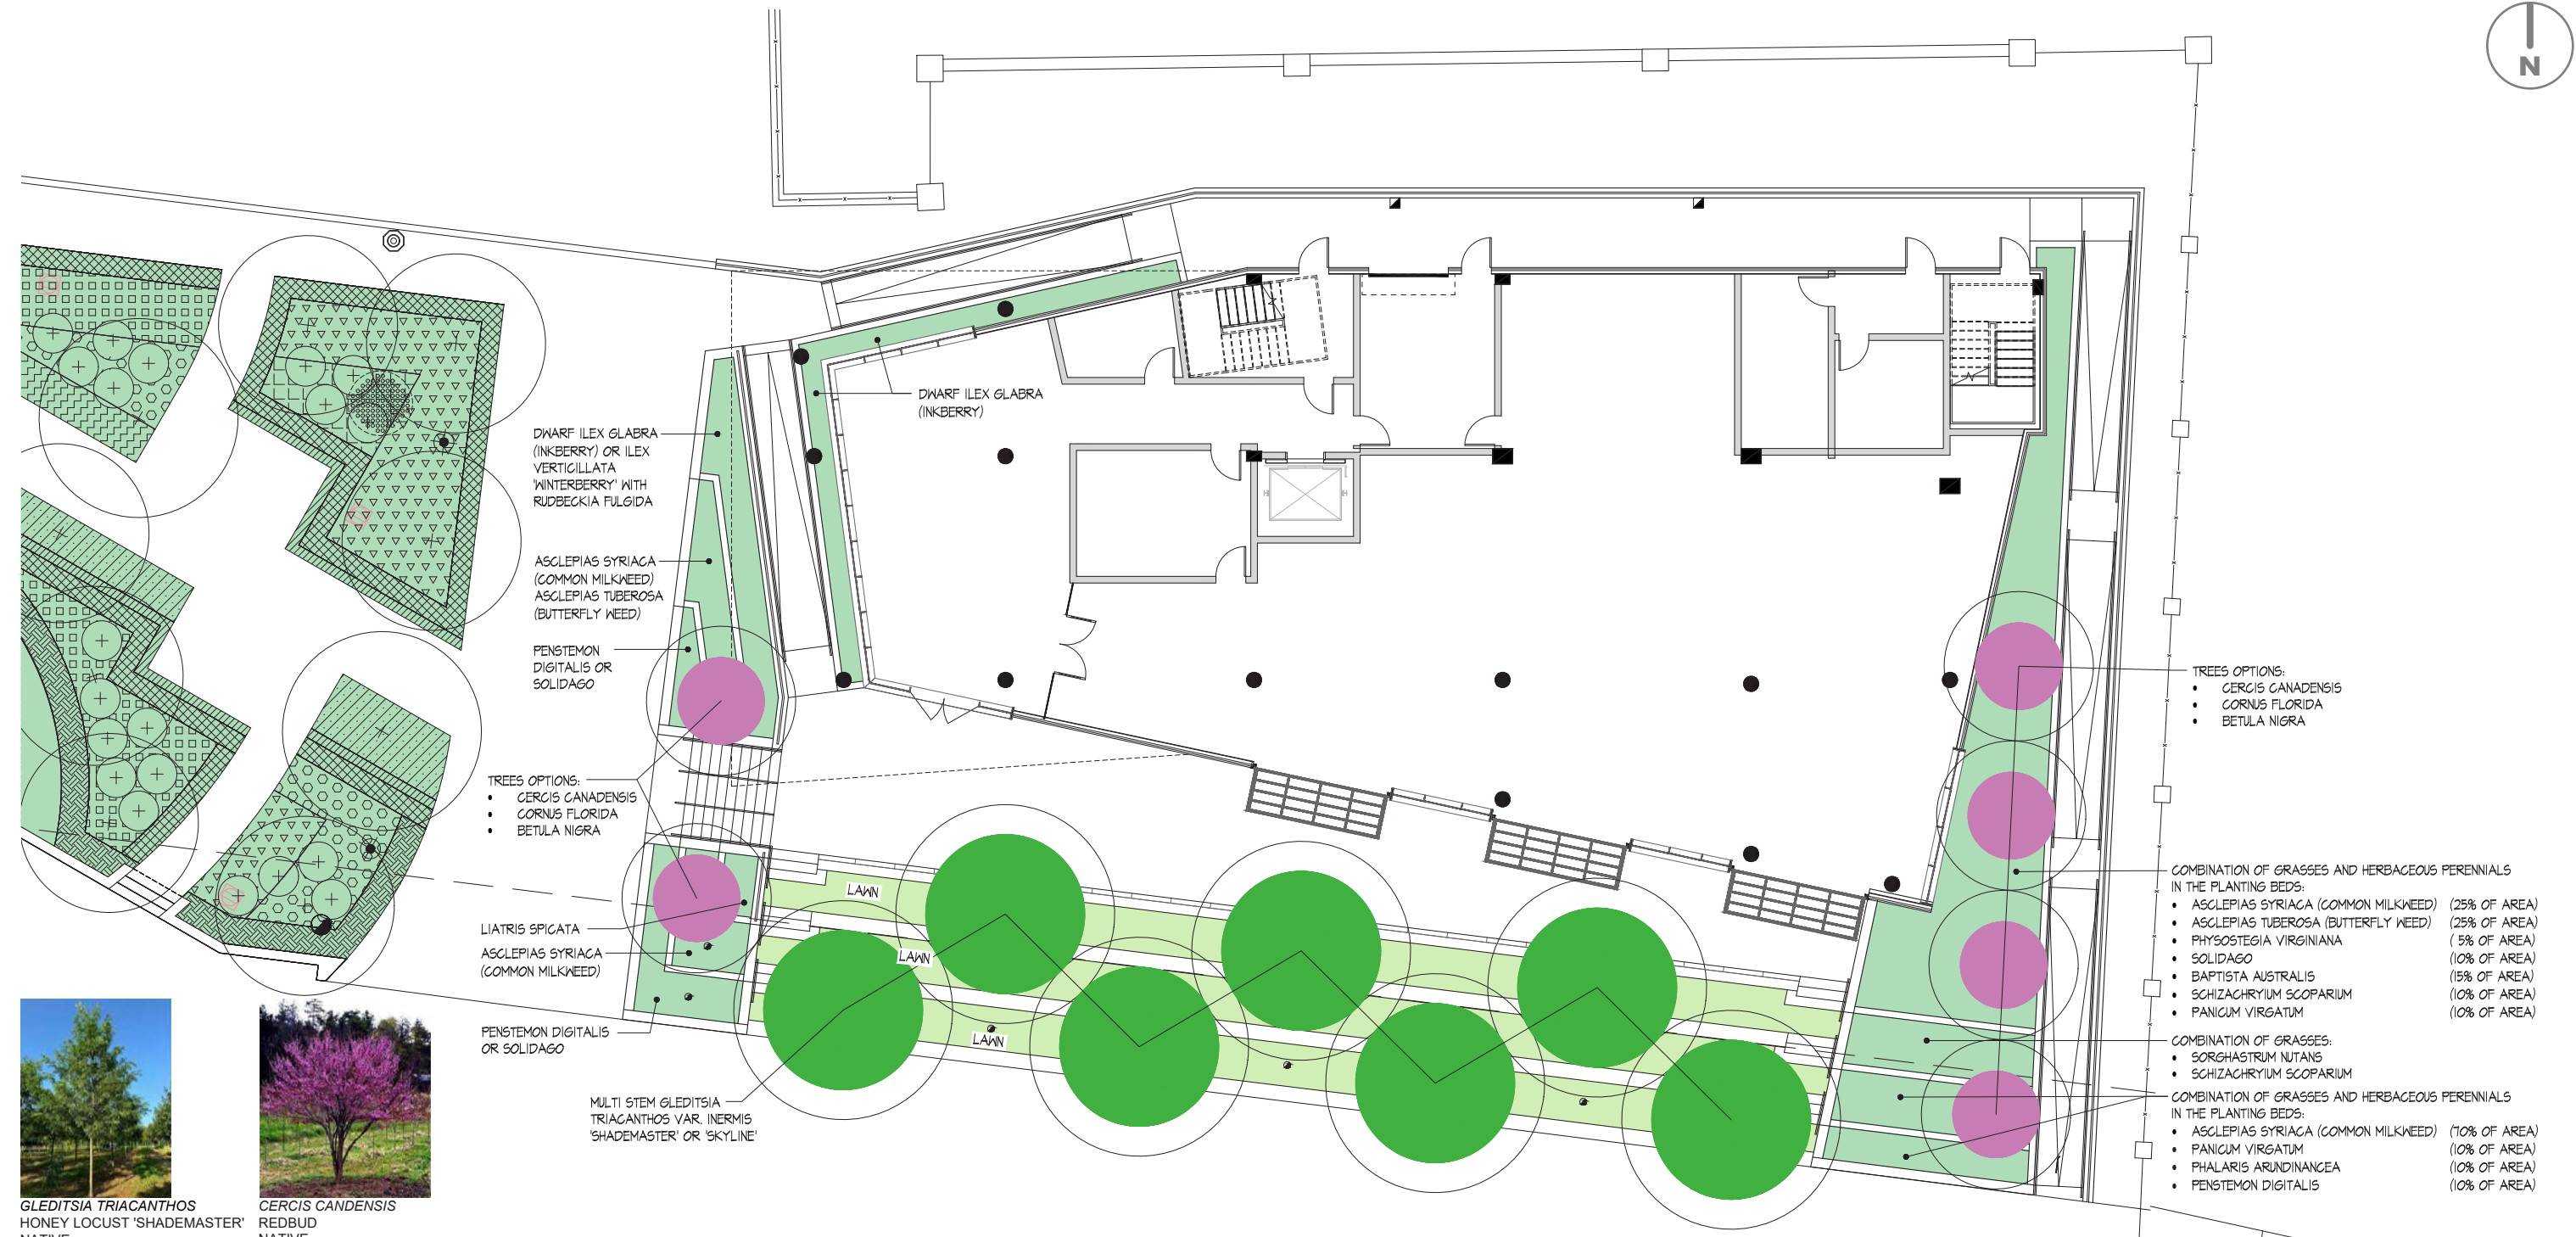 N
DWARF ILEX GLABRA
(INKBERRY)
DWARF ILEX GLABRA
(INKBERRY) OR ILEX
VERTICILLATA
'WINTERBERRY' WITH
RUDBECKIA FULGIDA
ASCLEPIAS SYRIACA
(COMMON MILKWEED)
ASCLEPIAS TUBEROSA
(BUTTERFLY WEED)
PENSTEMON
DIGITALIS OR
SOLIDAGO
TREES OPTIONS:
• CERCIS CANADENSIS
• CORNUS FLORIDA
• BETULA NIGRA
LIATRIS SPICATA
ASCLEPIAS SYRIACA
(COMMON MILKWEED)
PENSTEMON DIGITALIS
OR SOLIDAGO
MULTI STEM GLEDITSIA
TRIACANTHOS VAR. INERMIS
'SHADEMASTER' OR 'SKYLINE'
LAWN
LAWN
LAWN
TREES OPTIONS:
• CERCIS CANADENSIS
• CORNUS FLORIDA
• BETULA NIGRA
COMBINATION OF GRASSES AND HERBACEOUS PERENNIALS
IN THE PLANTING BEDS:
• ASCLEPIAS SYRIACA (COMMON MILKWEED) (25% OF AREA)
• ASCLEPIAS TUBEROSA (BUTTERFLY WEED) (25% OF AREA)
• PHYSOSTEGIA VIRGINIANA ( 5% OF AREA)
• SOLIDAGO (10% OF AREA)
• BAPTISTA AUSTRALIS (15% OF AREA)
• SCHIZACHRYIUM SCOPARIUM (10% OF AREA)
• PANICUM VIRGATUM (10% OF AREA)
COMBINATION OF GRASSES:
• SORGHASTRUM NUTANS
• SCHIZACHRYIUM SCOPARIUM
COMBINATION OF GRASSES AND HERBACEOUS PERENNIALS
IN THE PLANTING BEDS:
• ASCLEPIAS SYRIACA (COMMON MILKWEED) (70% OF AREA)
• PANICUM VIRGATUM (10% OF AREA)
• PHALARIS ARUNDINANCEA (10% OF AREA)
• PENSTEMON DIGITALIS (10% OF AREA)
GLEDITSIA TRIACANTHOS
HONEY LOCUST 'SHADEMASTER'
NATIVE
CERCIS CANDENSIS
REDBUD
NATIVE